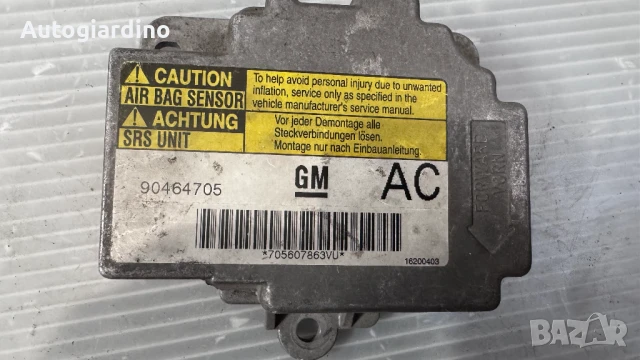 Autogiardino
CAUTION
AIR BAG SENSOR
ACHTUNG
SRS UNIT
To help avoid personal injury due to unwanted
inflation, service only as specified in the
vehicle manufacturer's service manual.
Vor jeder Demontage alle
Steckverbindungen lösen.
Montage nur nach Einbauanleitung.
90464705
GM
AC
*705607863VU*
16200403
BAZAR
bg